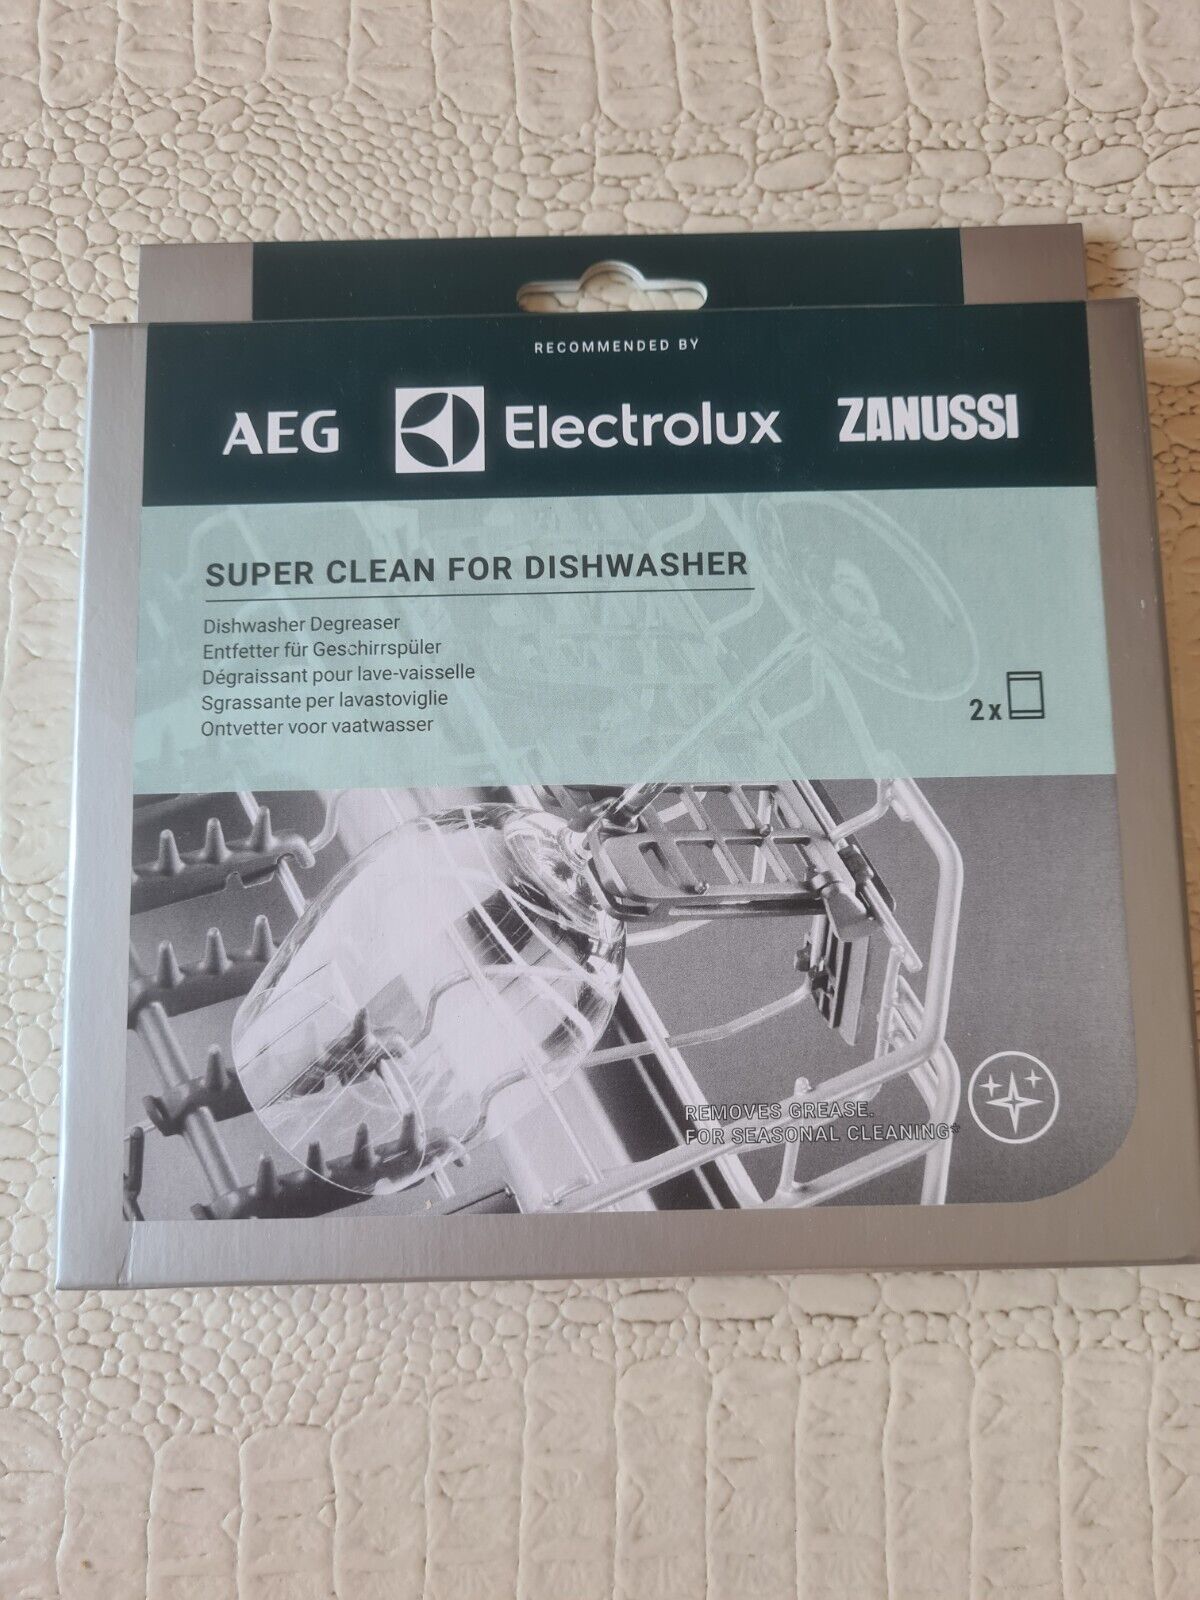 RECOMMENDED BY
AEG Electrolux ZANUSSI
SUPER CLEAN FOR DISHWASHER
Dishwasher Degreaser
Entfetter für Geschirrspüler
Dégraissant pour lave-vaisselle
Sgrassante per lavastoviglie
Ontvetter voor vaatwasser
2x
REMOVES GREASE.
FOR SEASONAL CLEANING*